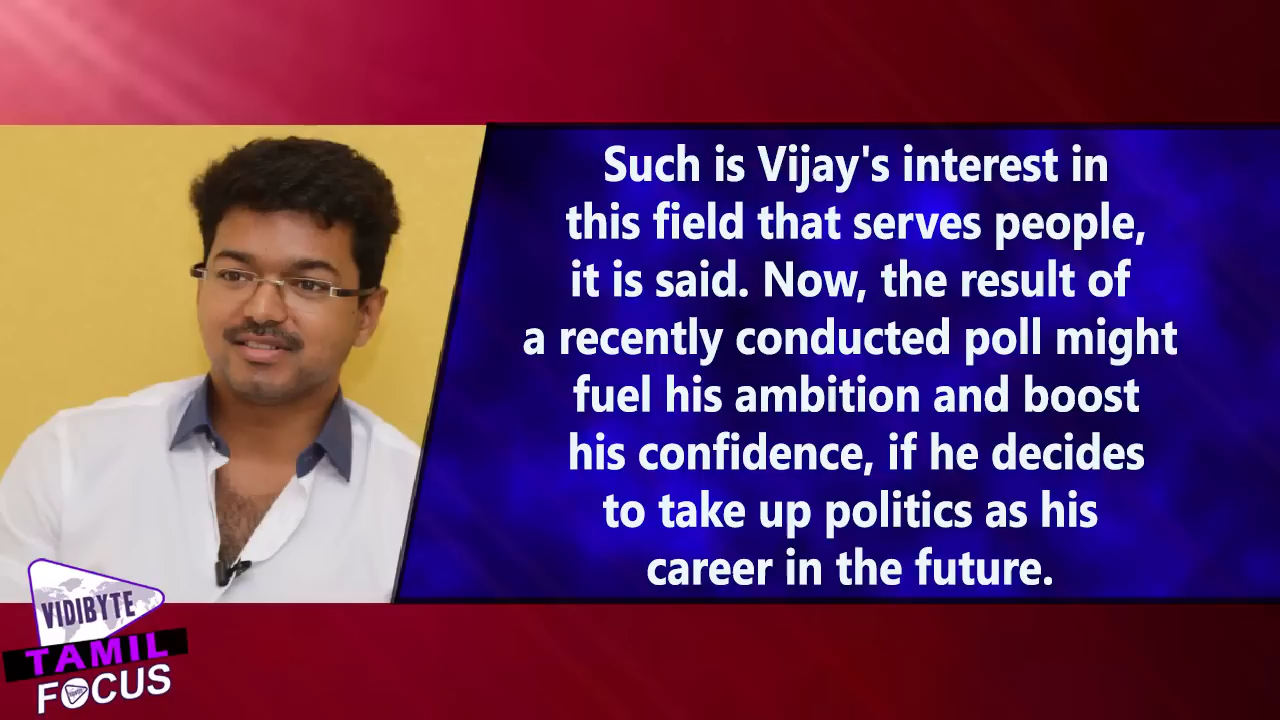 Such is Vijay's interest in
this field that serves people,
it is said. Now, the result of
a recently conducted poll might
fuel his ambition and boost
his confidence, if he decides
to take up politics as his
career in the future.
VIDIBYTE
TAMIL
FOCUS